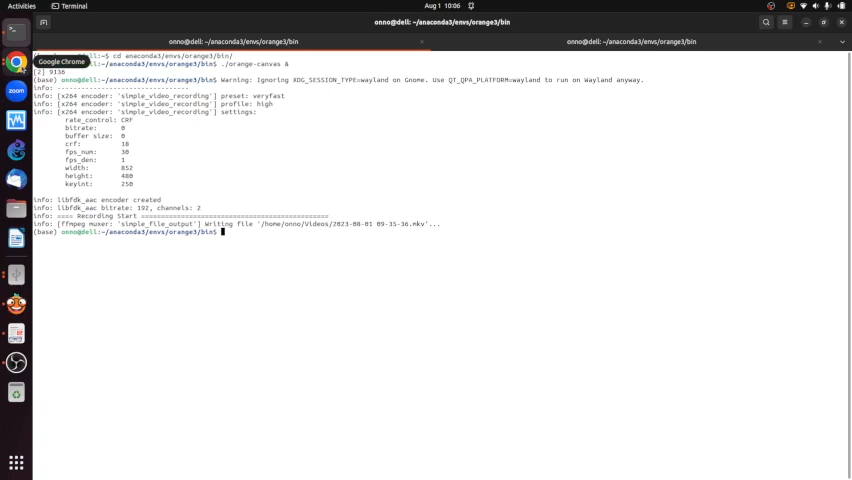 Activities
Terminal
Aug 1 10:06
onno@dell: ~/anaconda3/envs/orange3/bin
onno@dell: ~/anaconda3/envs/orange3/bin
onno@dell: ~/anaconda3/envs/orange3/bin
$ cd anaconda3/envs/orange3/bin/
Google Chrome
dell:~/anaconda3/envs/orange3/bin$ ./orange-canvas &
[2] 9136
(base) onno@dell:~/anaconda3/envs/orange3/bin$ Warning: Ignoring XDG_SESSION_TYPE=wayland on Gnome. Use QT_QPA_PLATFORM=wayland to run on Wayland anyway.
info: ---------------------------------
info: [x264 encoder: 'simple_video_recording'] preset: veryfast
info: [x264 encoder: 'simple_video_recording'] profile: high
info: [x264 encoder: 'simple_video_recording'] settings:
rate_control: CRF
bitrate: 0
buffer size: 0
crf: 18
fps_num: 30
fps_den: 1
width: 852
height: 480
keyint: 250
info: libfdk_aac encoder created
info: libfdk_aac bitrate: 192, channels: 2
info: ==== Recording Start ===============================================
info: [ffmpeg muxer: 'simple_file_output'] Writing file '/home/onno/Videos/2023-08-01 09-35-36.mkv'...
(base) onno@dell:~/anaconda3/envs/orange3/bin$
zoom